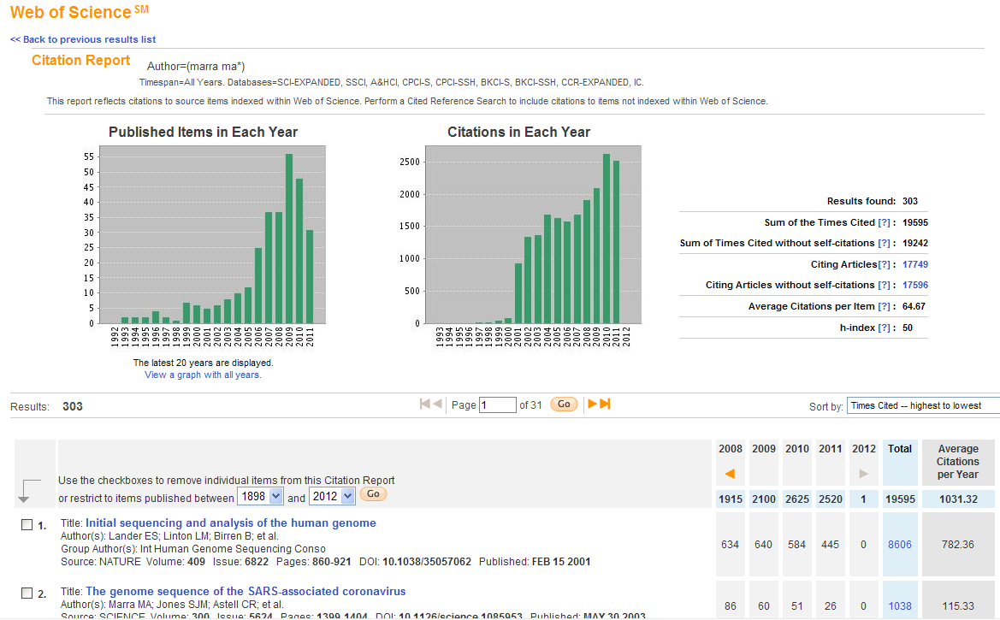 Web of Science SM
<< Back to previous results list
Citation Report Author=(marra ma*)
Timespan=All Years. Databases=SCI-EXPANDED, SSCI, A&HCI, CPCI-S, CPCI-SSH, BKCI-S, BKCI-SSH, CCR-EXPANDED, IC.
This report reflects citations to source items indexed within Web of Science. Perform a Cited Reference Search to include citations to items not indexed within Web of Science.
Published Items in Each Year
55
50
45
40
35
30
25
20
15
10
5
0
1992 1993 1994 1995 1996 1997 1998 1999 2000 2001 2002 2003 2004 2005 2006 2007 2008 2009 2010 2011
The latest 20 years are displayed.
View a graph with all years.
Citations in Each Year
2500
2000
1500
1000
500
0
1993 1994 1995 1996 1997 1998 1999 2000 2001 2002 2003 2004 2005 2006 2007 2008 2009 2010 2011 2012
Results found: 303
Sum of the Times Cited [?] : 19595
Sum of Times Cited without self-citations [?] : 19242
Citing Articles[?] : 17749
Citing Articles without self-citations [?] : 17596
Average Citations per Item [?] : 64.67
h-index [?] : 50
Results: 303 Page 1 of 31 Go Sort by: Times Cited -- highest to lowest
2008 2009 2010 2011 2012 Total Average Citations per Year
Use the checkboxes to remove individual items from this Citation Report
or restrict to items published between 1898 and 2012 Go
1915 2100 2625 2520 1 19595 1031.32
1. Title: Initial sequencing and analysis of the human genome
Author(s): Lander ES; Linton LM; Birren B; et al.
Group Author(s): Int Human Genome Sequencing Conso
Source: NATURE Volume: 409 Issue: 6822 Pages: 860-921 DOI: 10.1038/35057062 Published: FEB 15 2001
634 640 584 445 0 8606 782.36
2. Title: The genome sequence of the SARS-associated coronavirus
Author(s): Marra MA; Jones SJM; Astell CR; et al.
Source: SCIENCE Volume: 300 Issue: 5624 Pages: 1399-1404 DOI: 10.1126/science.1085953 Published: MAY 30 2003
86 60 51 26 0 1038 115.33